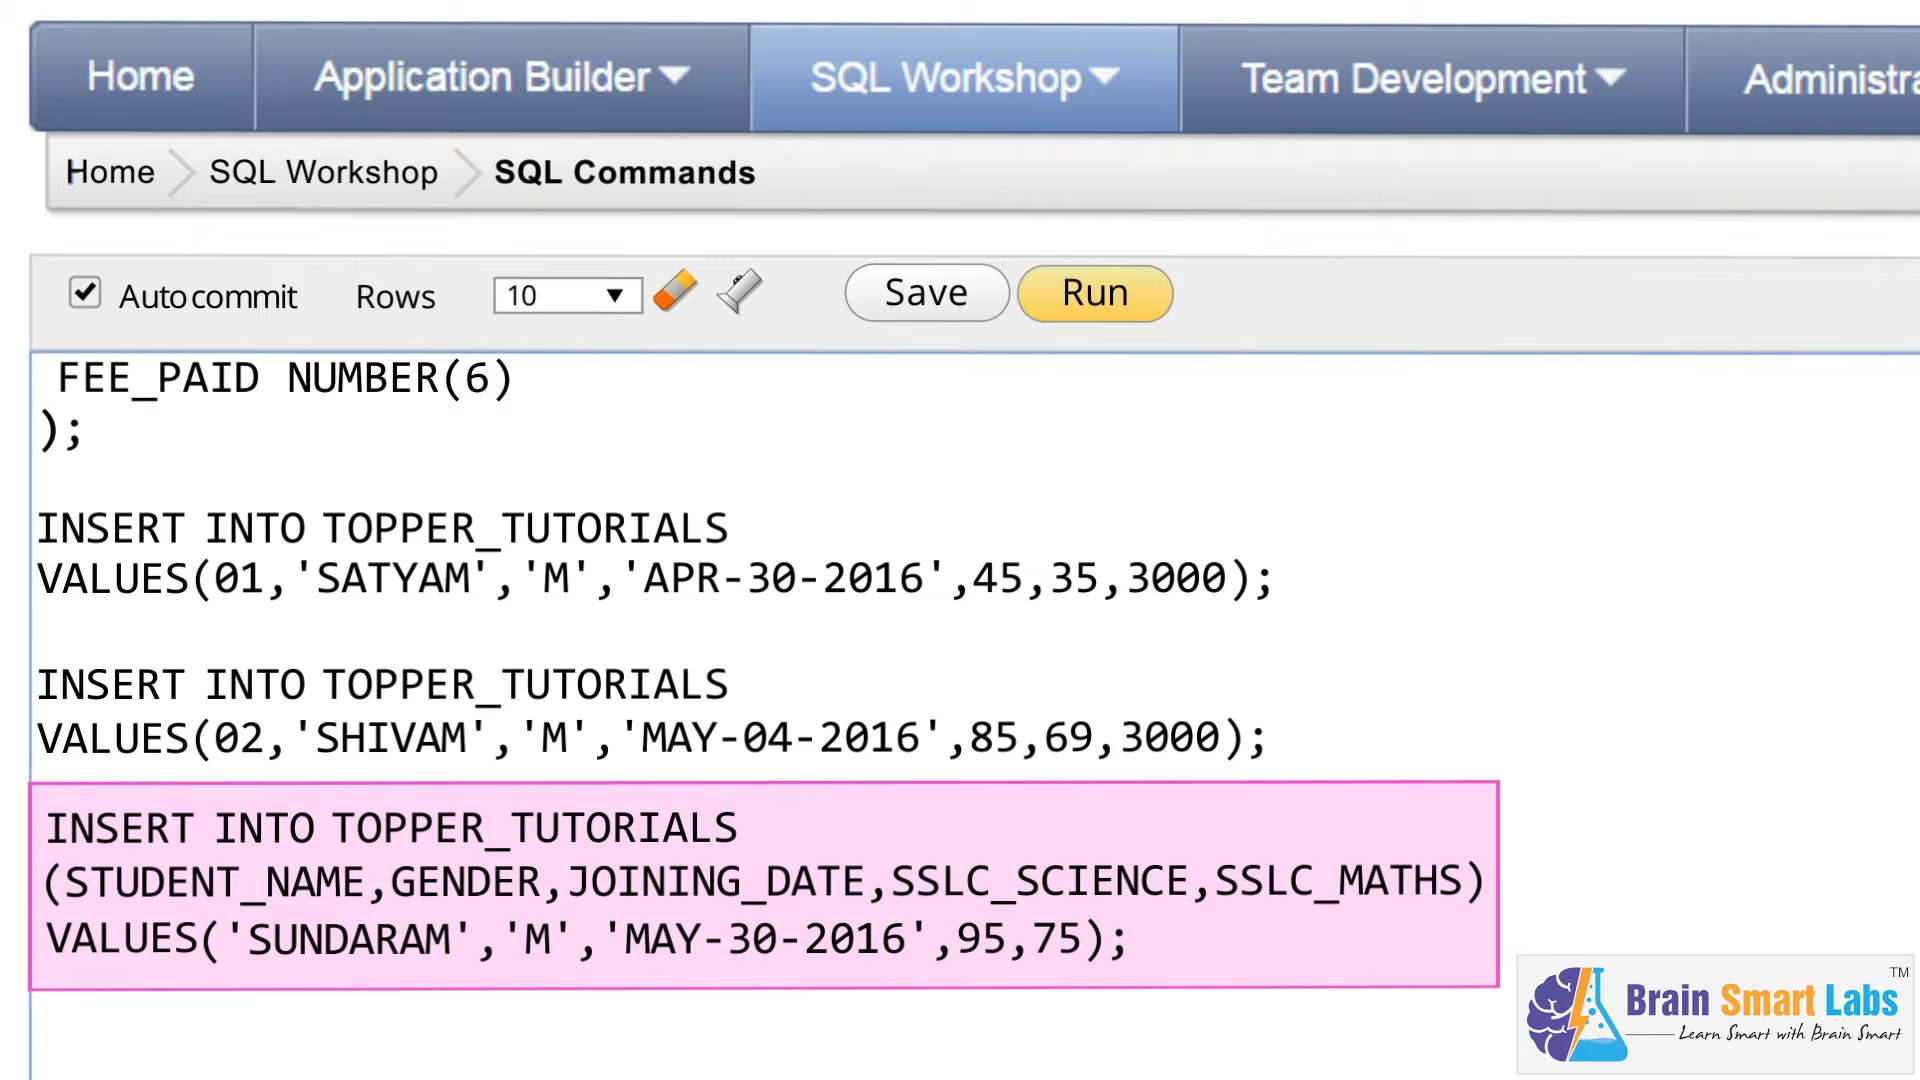 Home Application Builder SQL Workshop Team Development Administra
Home SQL Workshop SQL Commands
Autocommit Rows 10 Save Run
FEE_PAID NUMBER(6)
);
INSERT INTO TOPPER_TUTORIALS
VALUES(01,'SATYAM','M','APR-30-2016',45,35,3000);
INSERT INTO TOPPER_TUTORIALS
VALUES(02,'SHIVAM','M','MAY-04-2016',85,69,3000);
INSERT INTO TOPPER_TUTORIALS
(STUDENT_NAME,GENDER,JOINING_DATE,SSLC_SCIENCE,SSLC_MATHS)
VALUES('SUNDARAM','M','MAY-30-2016',95,75);
Brain Smart Labs TM
Learn Smart with Brain Smart